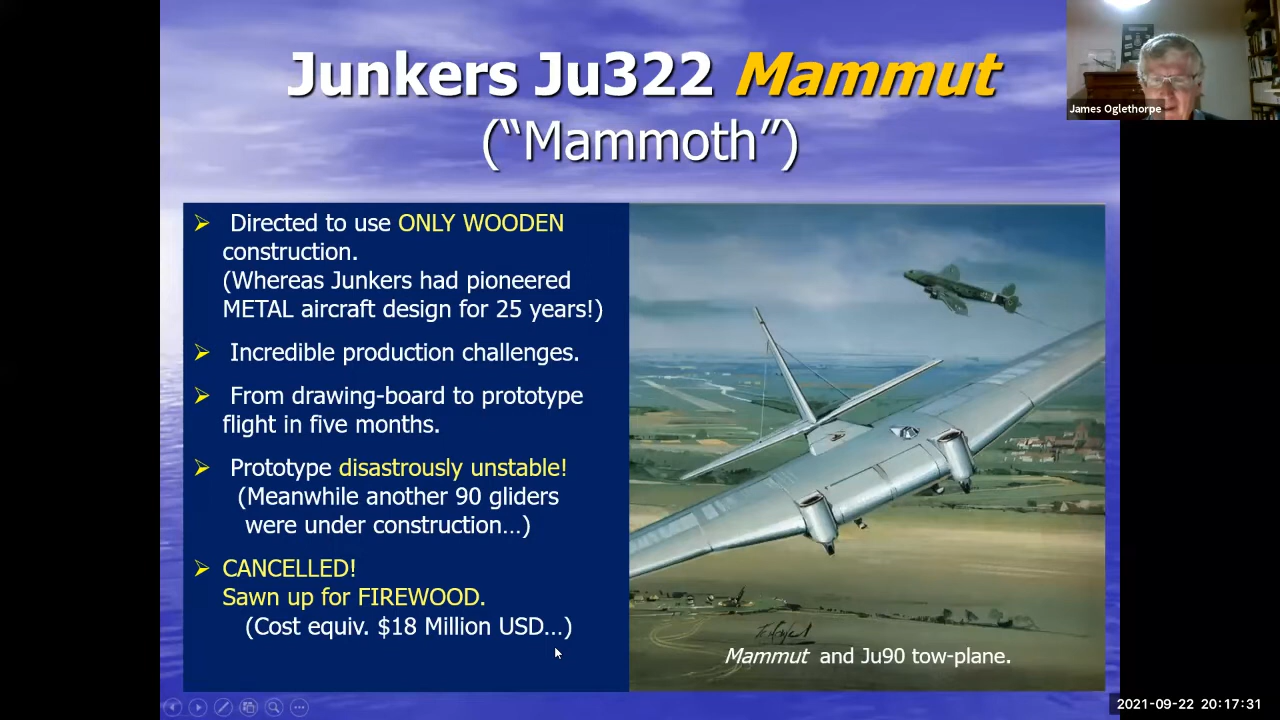 Junkers Ju322 Mammut
("Mammoth")
James Oglethorpe
Directed to use ONLY WOODEN
construction.
(Whereas Junkers had pioneered
METAL aircraft design for 25 years!)
Incredible production challenges.
From drawing-board to prototype
flight in five months.
Prototype disastrously unstable!
(Meanwhile another 90 gliders
were under construction...)
CANCELLED!
Sawn up for FIREWOOD.
(Cost equiv. $18 Million USD...)
Mammut and Ju90 tow-plane.
2021-09-22 20:17:31